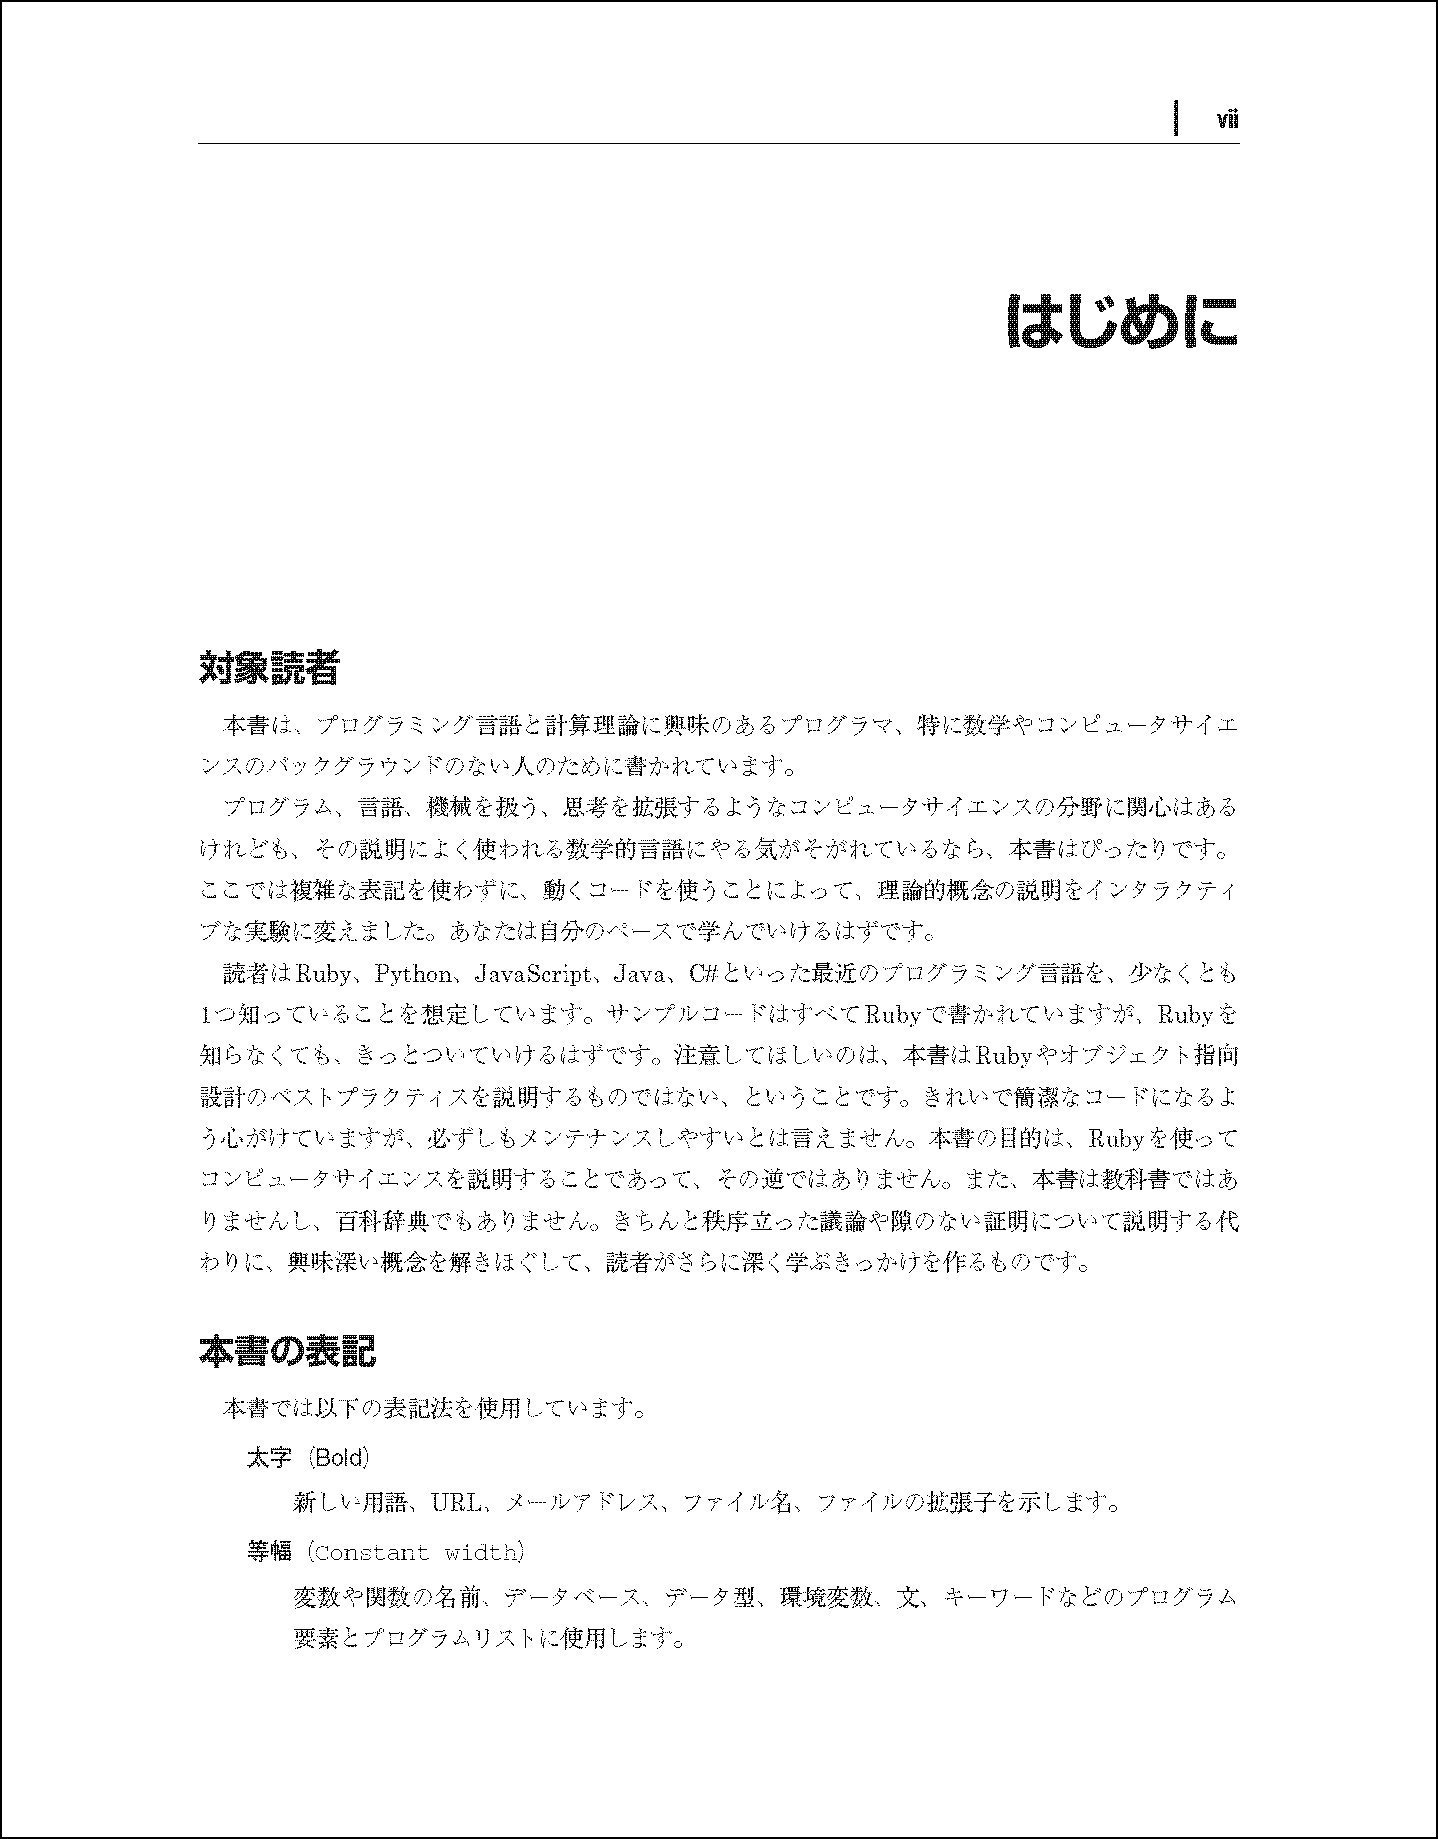 vii
はじめに
対象読者
本書は、プログラミング言語と計算理論に興味のあるプログラマ、特に数学やコンピュータサイエ
ンスのバックグラウンドのない人のために書かれています。
プログラム、言語、機械を扱う、思考を拡張するようなコンピュータサイエンスの分野に関心はある
けれども、その説明によく使われる数学的言語にやる気がそがれているなら、本書はぴったりです。
ここでは複雑な表記を使わずに、動くコードを使うことによって、理論的概念の説明をインタラクティ
ブな実験に変えました。あなたは自分のペースで学んでいけるはずです。
読者はRuby、Python、JavaScript、Java、C#といった最近のプログラミング言語を、少なくとも
1つ知っていることを想定しています。サンプルコードはすべてRubyで書かれていますが、Rubyを
知らなくても、きっとついていけるはずです。注意してほしいのは、本書はRubyやオブジェクト指向
設計のベストプラクティスを説明するものではない、ということです。きれいで簡潔なコードになるよ
う心がけていますが、必ずしもメンテナンスしやすいとは言えません。本書の目的は、Rubyを使って
コンピュータサイエンスを説明することであって、その逆ではありません。また、本書は教科書ではあ
りませんし、百科辞典でもありません。きちんと秩序立った議論や隙のない証明について説明する代
わりに、興味深い概念を解きほぐして、読者がさらに深く学ぶきっかけを作るものです。
本書の表記
本書では以下の表記法を使用しています。
太字（Bold）
新しい用語、URL、メールアドレス、ファイル名、ファイルの拡張子を示します。
等幅（Constant width）
変数や関数の名前、データベース、データ型、環境変数、文、キーワードなどのプログラム
要素とプログラムリストに使用します。